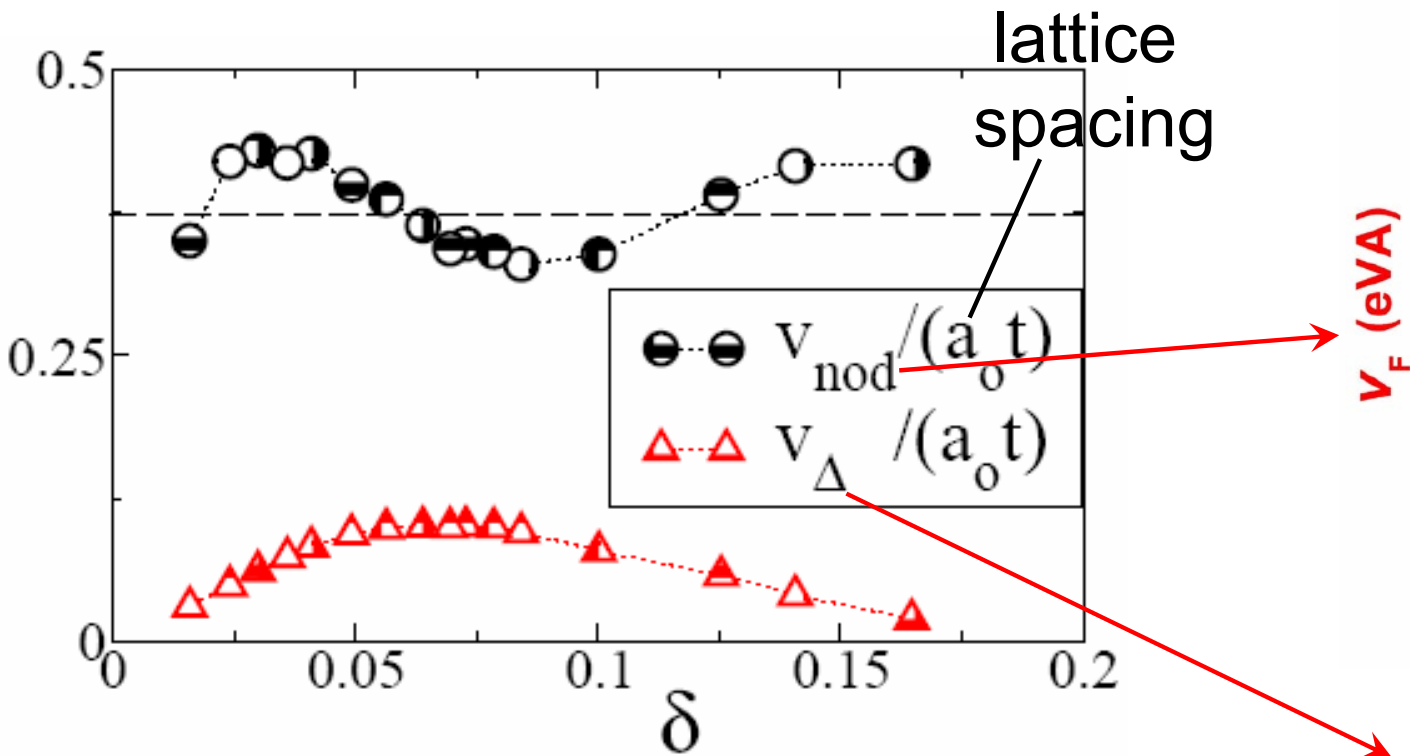 lattice
spacing
0.5
0.25
0
v_nod/(a_o t)
v_Δ /(a_o t)
0 0.05 0.1 0.15 0.2
δ
v_F (eVA)